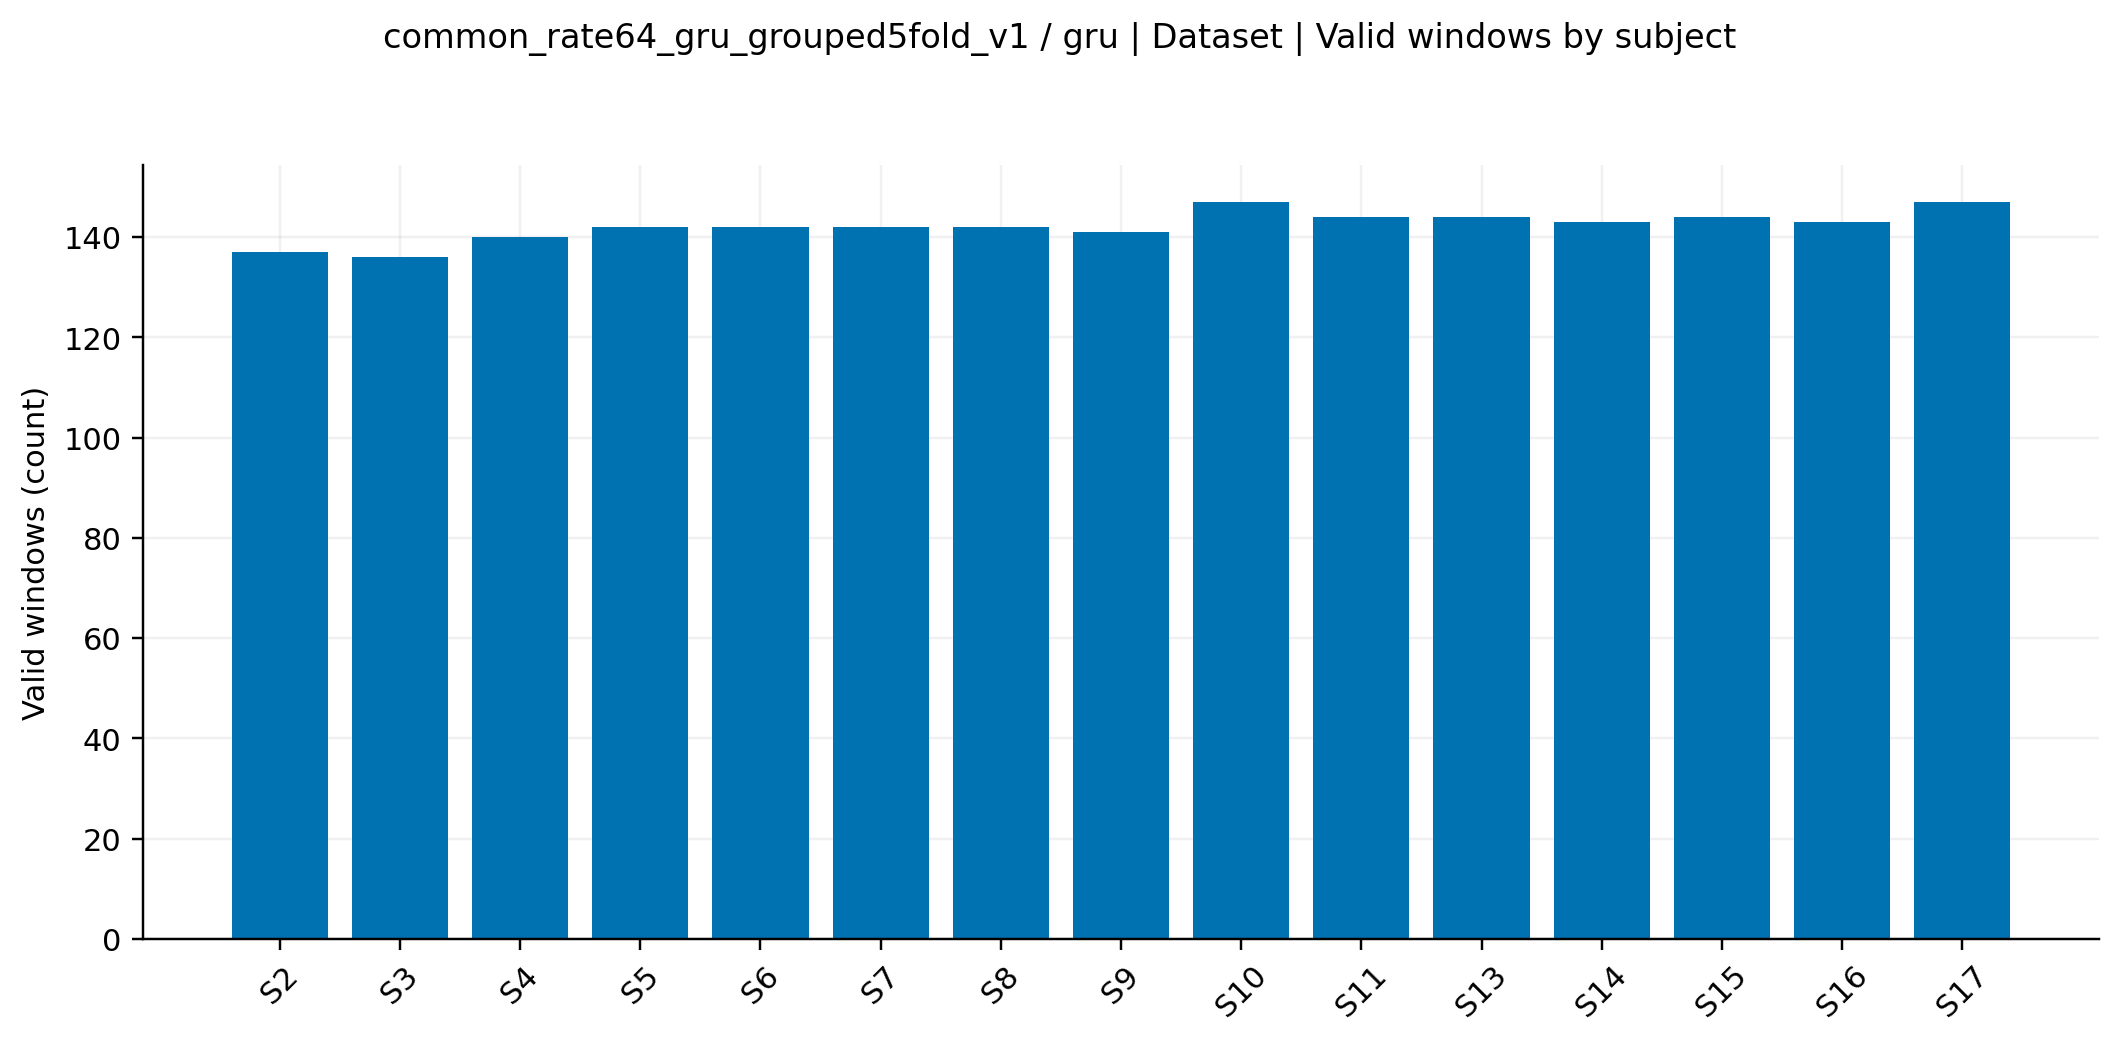 common_rate64_gru_grouped5fold_v1 / gru | Dataset | Valid windows by subject
Valid windows (count)
140
120
100
80
60
40
20
0
S2 S3 S4 S5 S6 S7 S8 S9 S10 S11 S13 S14 S15 S16 S17